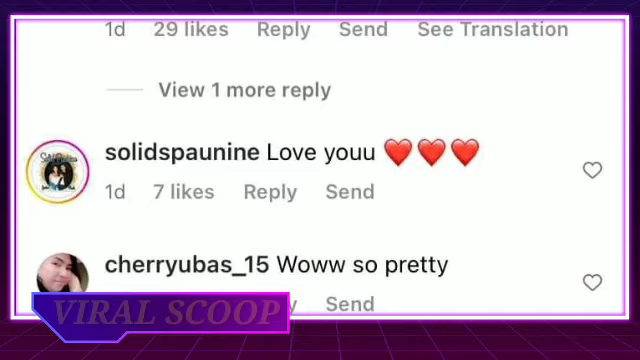 1d 29 likes Reply Send See Translation
View 1 more reply
solidspaunine Love youu ❤️❤️❤️
1d 7 likes Reply Send
cherryubas_15 Woww so pretty
Send
VIRAL SCOOP